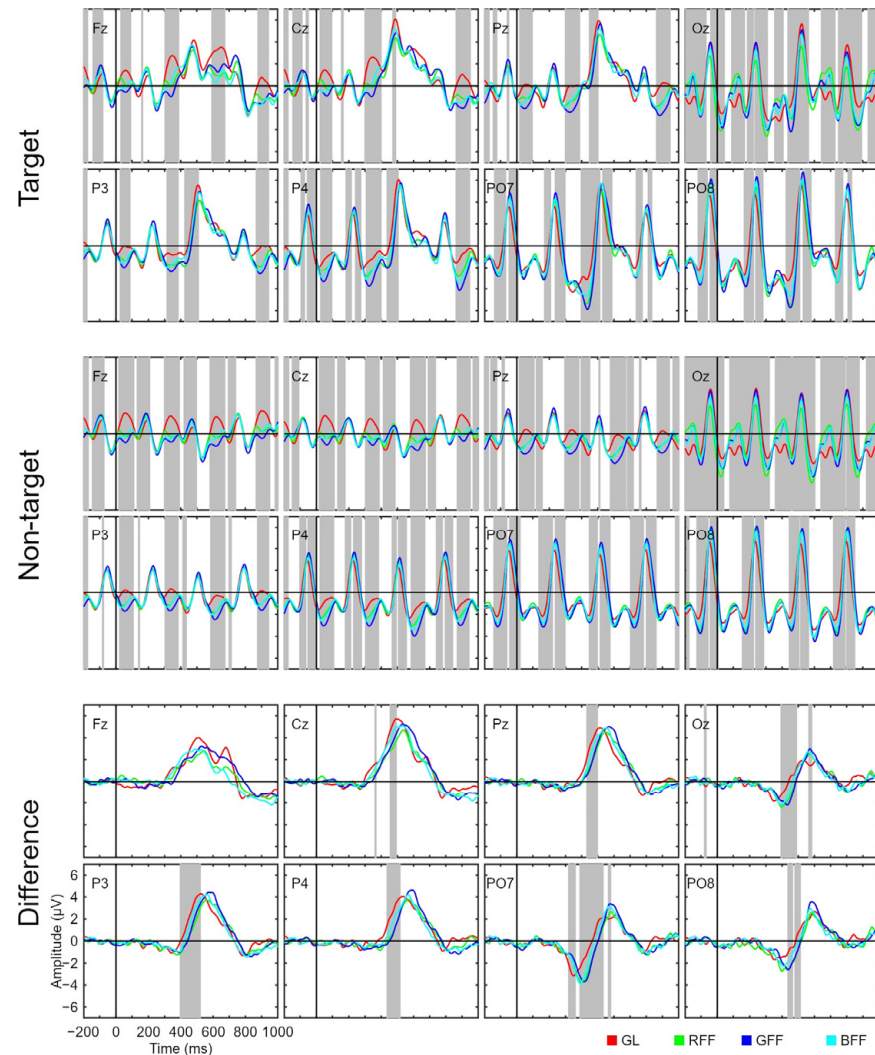 Target
Fz Cz Pz Oz
P3 P4 PO7 PO8
Non-target
Fz Cz Pz Oz
P3 P4 PO7 PO8
Difference
Fz Cz Pz Oz
P3 P4 PO7 PO8
6
4
2
0
−2
−4
−6
Amplitude (μV)
−200 0 200 400 600 800 1000
Time (ms)
GL RFF GFF BFF